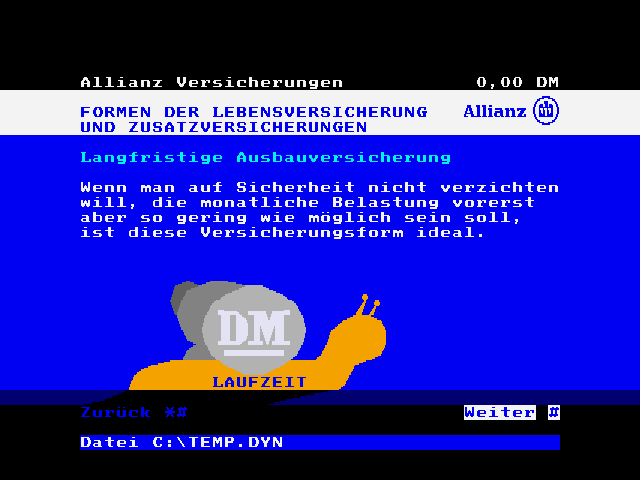 Allianz Versicherungen 0,00 DM
FORMEN DER LEBENSVERSICHERUNG Allianz
UND ZUSATZVERSICHERUNGEN
Langfristige Ausbauversicherung
Wenn man auf Sicherheit nicht verzichten
will, die monatliche Belastung vorerst
aber so gering wie möglich sein soll,
ist diese Versicherungsform ideal.
DM
LAUFZEIT
Zurück *# Weiter #
Datei C:\TEMP.DYN